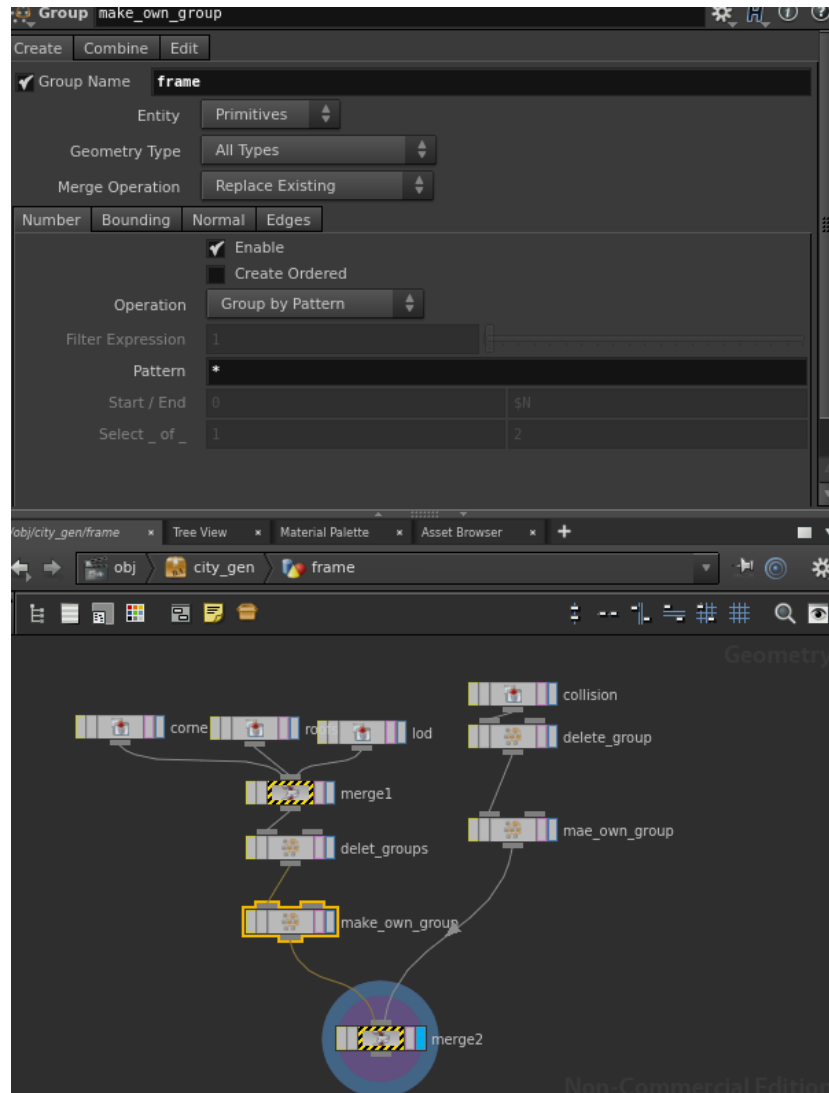 Group make_own_group
Create Combine Edit
Group Name frame
Entity Primitives
Geometry Type All Types
Merge Operation Replace Existing
Number Bounding Normal Edges
Enable
Create Ordered
Operation Group by Pattern
Filter Expression 1
Pattern *
Start / End 0 $N
Select _ of _ 1 2
/obj/city_gen/frame × Tree View × Material Palette × Asset Browser × +
obj city_gen frame
Geometry
collision
corne
lod
delete_group
merge1
mae_own_group
delet_groups
make_own_group
merge2
Non-Commercial Edition